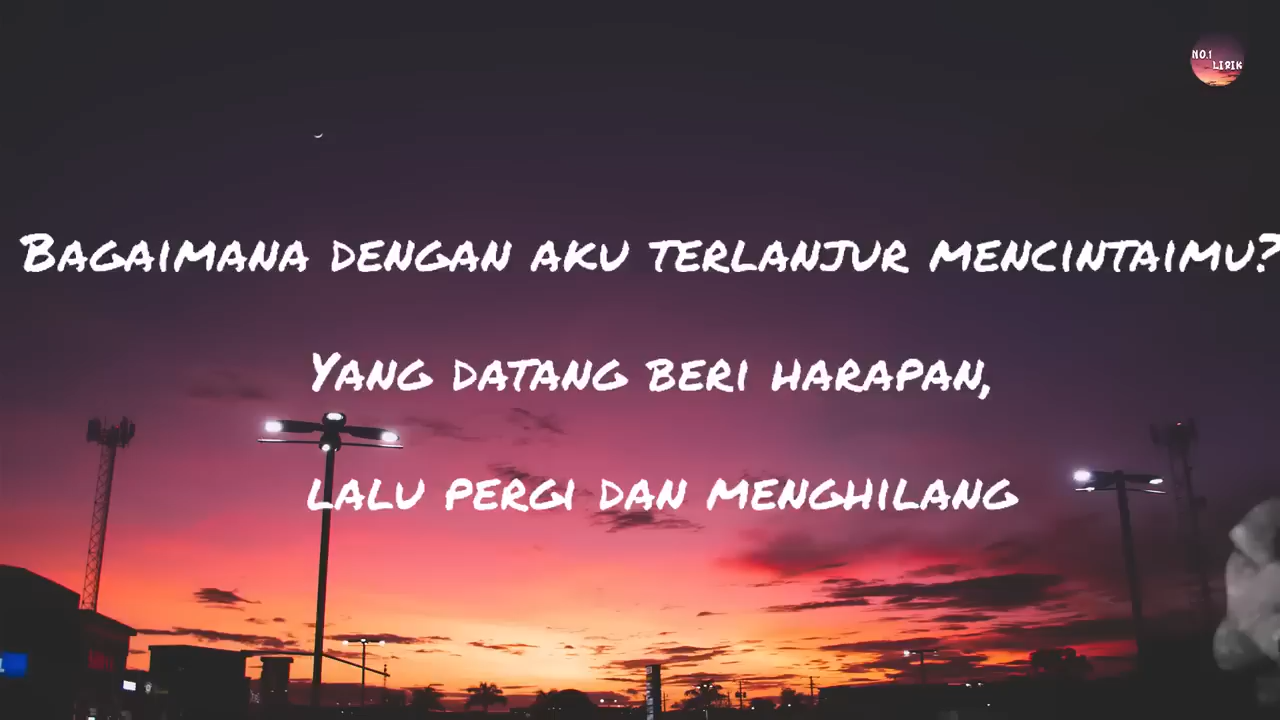 NO.1
LIRIK
BAGAIMANA DENGAN AKU TERLANJUR MENCINTAIMU?
YANG DATANG BERI HARAPAN,
LALU PERGI DAN MENGHILANG